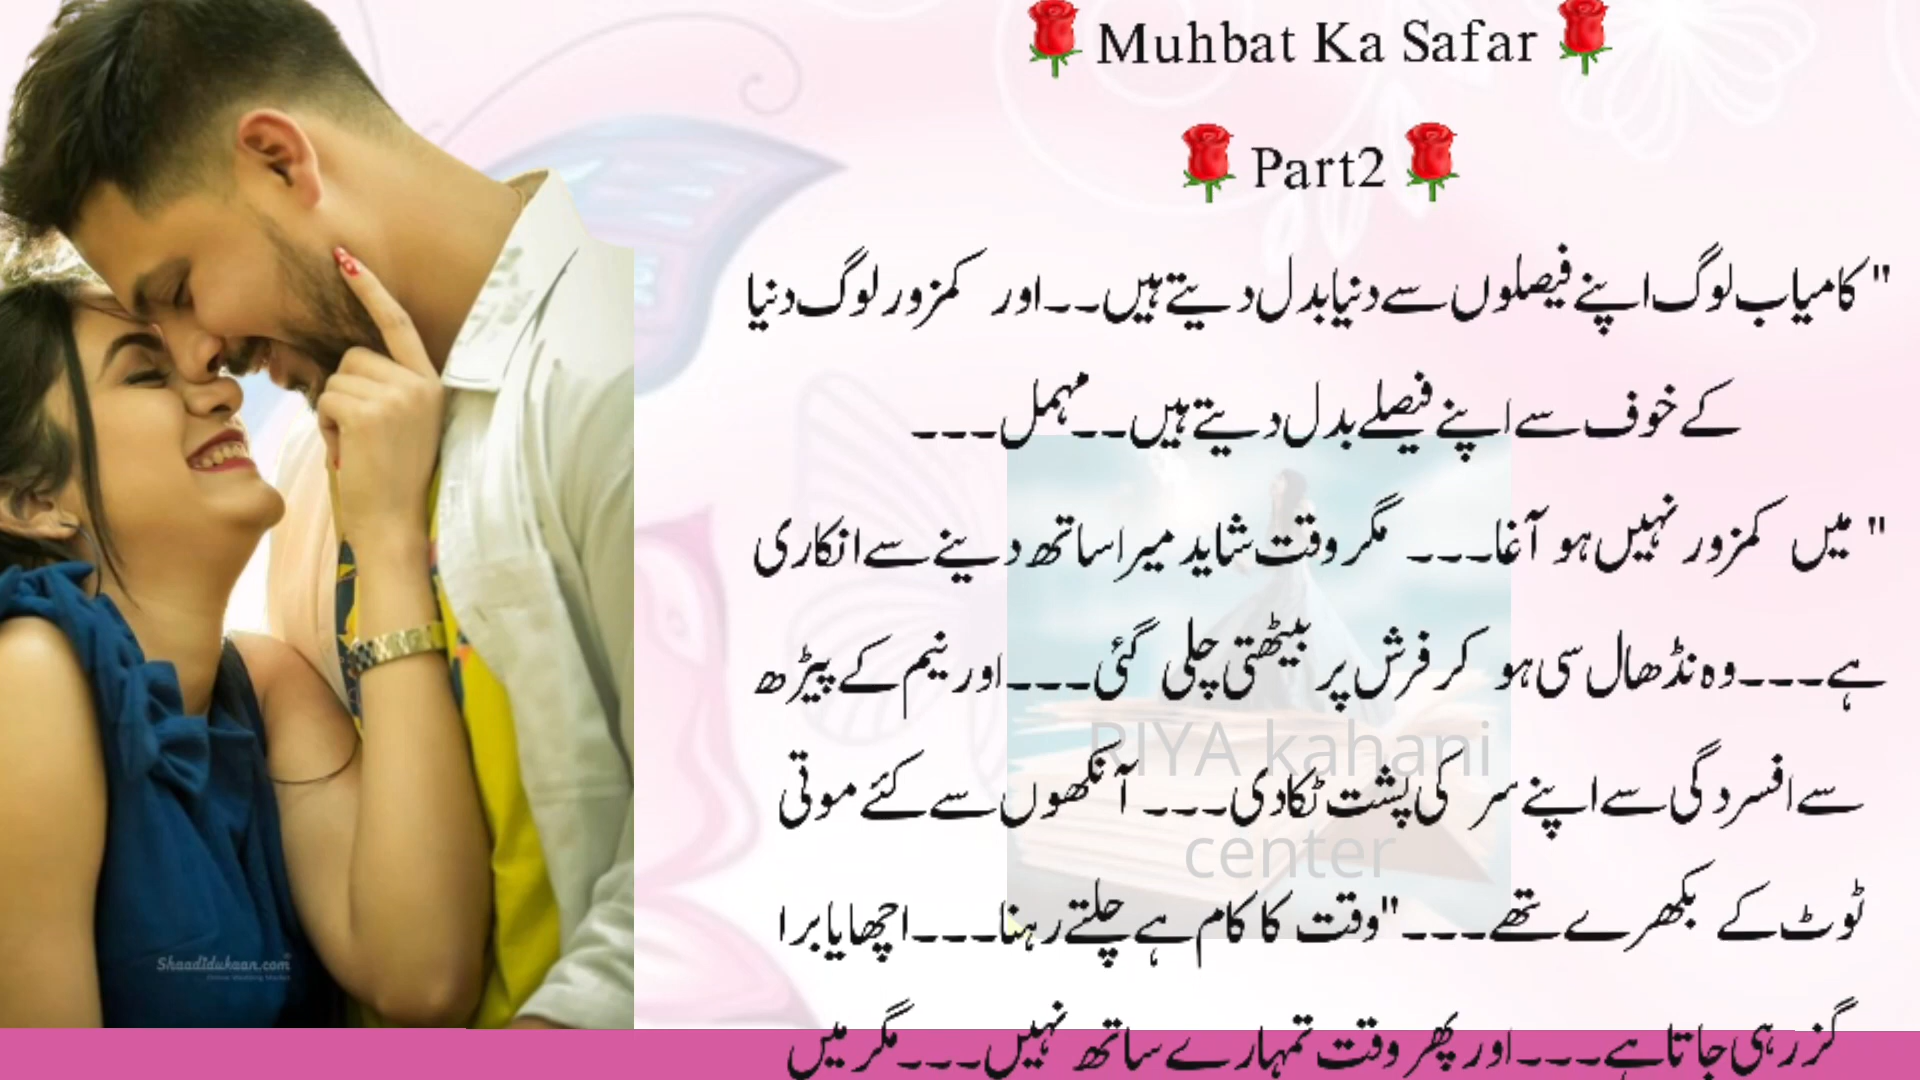 🌹 Muhbat Ka Safar 🌹
🌹 Part2 🌹
" کامیاب لوگ اپنے فیصلوں سے دنیا بدل دیتے ہیں۔۔اور کمزور لوگ دنیا
کے خوف سے اپنے فیصلے بدل دیتے ہیں۔۔مہمل۔۔۔
" میں کمزور نہیں ہو آغا۔۔۔ مگر وقت شاید میرا ساتھ دینے سے انکاری
ہے۔۔۔وہ نڈھال سی ہو کر فرش پر بیٹھتی چلی گئی۔۔۔اور نیم کے پیڑھ
سے افسردگی سے اپنے سر کی پشت ٹکا دی۔۔۔ آنکھوں سے کئے موتی
ٹوٹ کے بکھرے تھے۔۔۔"وقت کا کام ہے چلتے رہنا۔۔۔اچھا یا برا
گزر ہی جاتا ہے۔۔۔اور پھر وقت تمہارے ساتھ نہیں۔۔۔مگر میں
RIYA kahani
center
Shaadidukaan.com